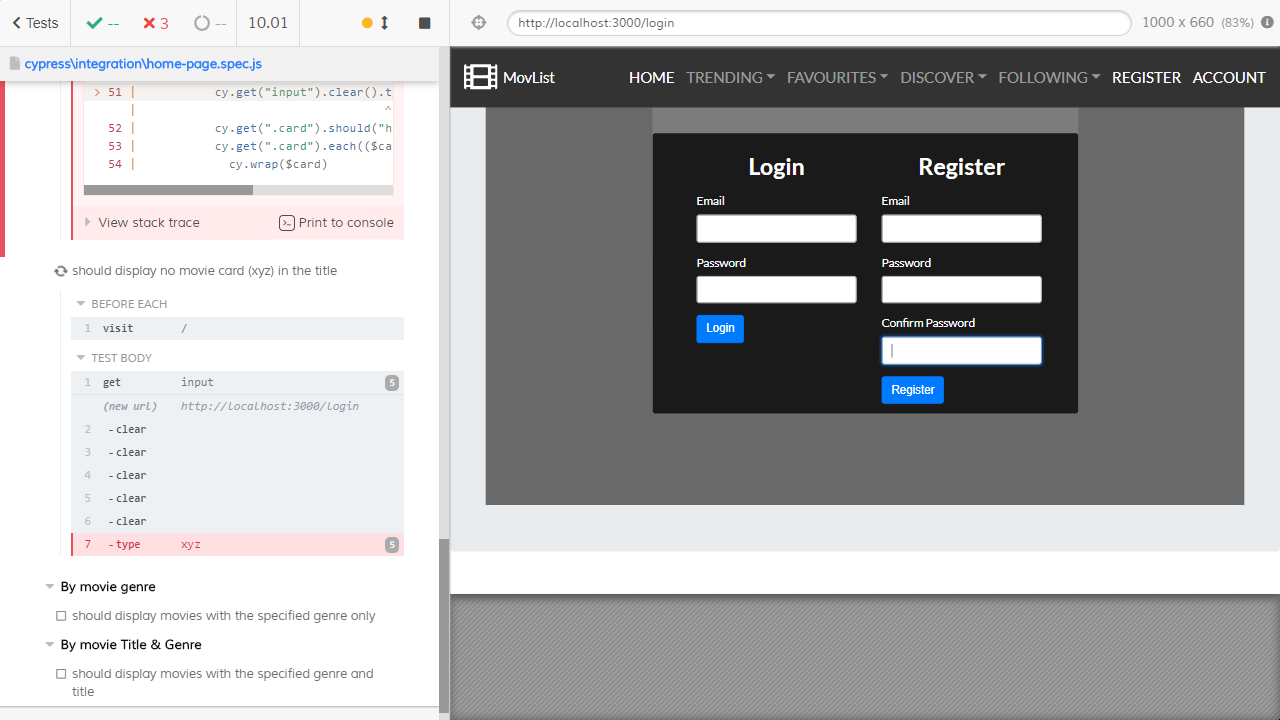 Tests
--
3
--
10.01
http://localhost:3000/login
1000 x 660 (83%)
cypress\integration\home-page.spec.js
> 51 | cy.get("input").clear().t
| ^
52 | cy.get(".card").should("h
53 | cy.get(".card").each(($ca
54 | cy.wrap($card)
View stack trace
Print to console
should display no movie card (xyz) in the title
BEFORE EACH
1 visit /
TEST BODY
1 get input 5
(new url) http://localhost:3000/login
2 -clear
3 -clear
4 -clear
5 -clear
6 -clear
7 -type xyz 5
By movie genre
should display movies with the specified genre only
By movie Title & Genre
should display movies with the specified genre and
title
MovList
HOME TRENDING FAVOURITES DISCOVER FOLLOWING REGISTER ACCOUNT
Login
Email
Password
Login
Register
Email
Password
Confirm Password
Register